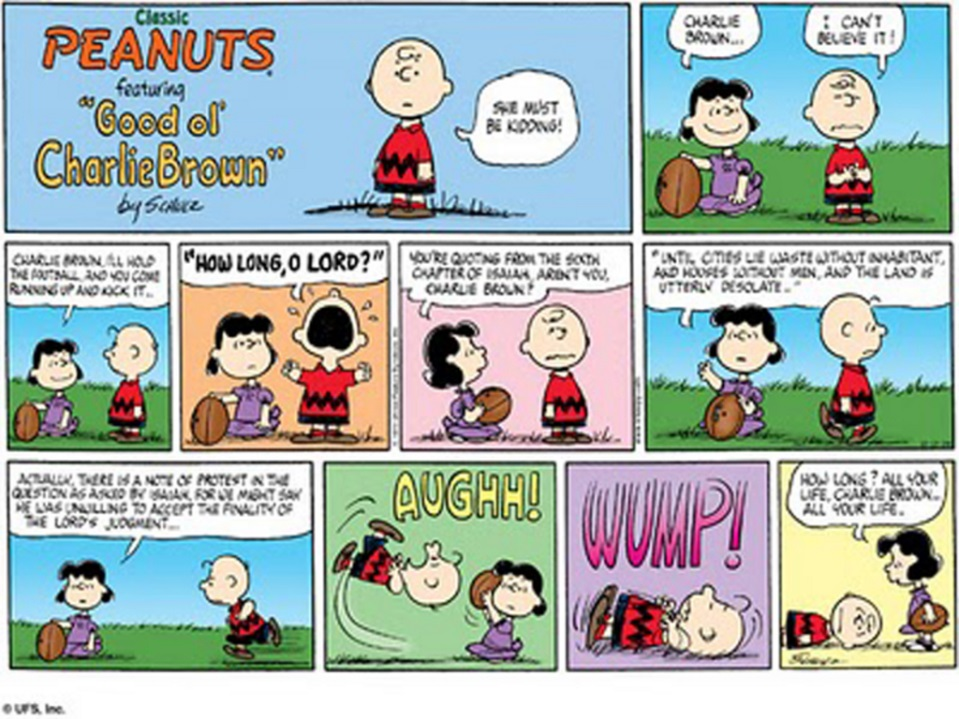 Classic
PEANUTS
featuring
"Good ol'
Charlie Brown"
by SCHULZ
SHE MUST
BE KIDDING!
CHARLIE
BROWN...
I CAN'T
BELIEVE IT!
CHARLIE BROWN, I'LL HOLD
THE FOOTBALL, AND YOU COME
RUNNING UP AND KICK IT...
"HOW LONG, O LORD?"
YOU'RE QUOTING FROM THE SIXTH
CHAPTER OF ISAIAH, AREN'T YOU,
CHARLIE BROWN?
"UNTIL CITIES LIE WASTE WITHOUT INHABITANT,
AND HOUSES WITHOUT MEN, AND THE LAND IS
UTTERLY DESOLATE..."
ACTUALLY, THERE IS A NOTE OF PROTEST IN THE
QUESTION AS ASKED BY ISAIAH, FOR WE MIGHT SAY
HE WAS UNWILLING TO ACCEPT THE FINALITY OF
THE LORD'S JUDGMENT...
AUGHH!
WUMP!
HOW LONG? ALL YOUR
LIFE, CHARLIE BROWN..
ALL YOUR LIFE..
SCHULZ
© UFS, Inc.